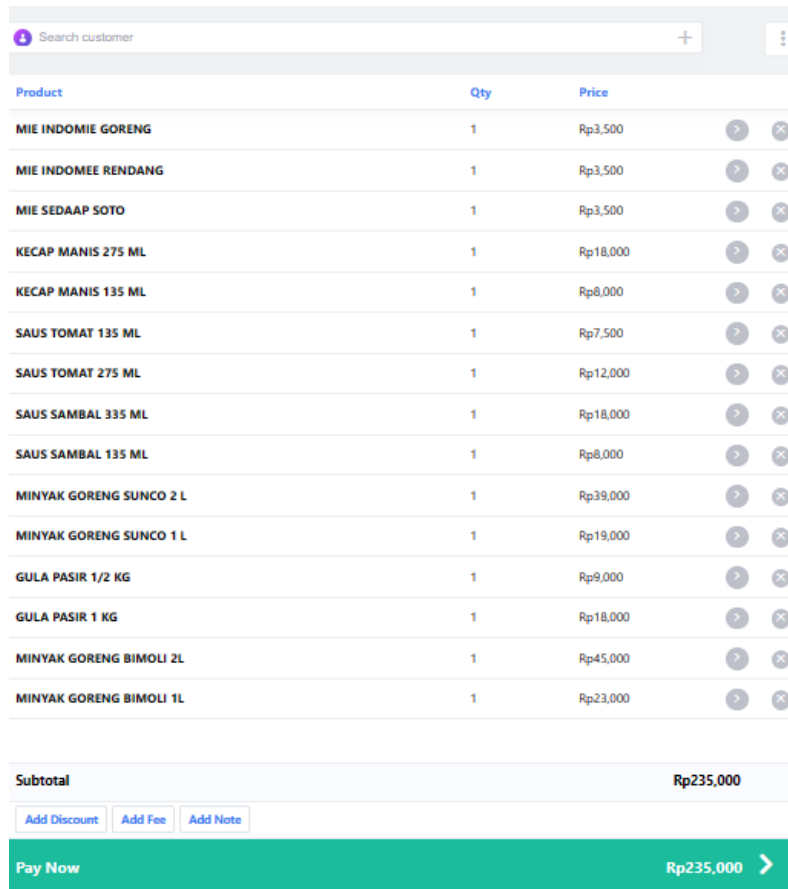 Search customer
Product Qty Price
MIE INDOMIE GORENG 1 Rp3,500
MIE INDOMEE RENDANG 1 Rp3,500
MIE SEDAAP SOTO 1 Rp3,500
KECAP MANIS 275 ML 1 Rp18,000
KECAP MANIS 135 ML 1 Rp8,000
SAUS TOMAT 135 ML 1 Rp7,500
SAUS TOMAT 275 ML 1 Rp12,000
SAUS SAMBAL 335 ML 1 Rp18,000
SAUS SAMBAL 135 ML 1 Rp8,000
MINYAK GORENG SUNCO 2 L 1 Rp39,000
MINYAK GORENG SUNCO 1 L 1 Rp19,000
GULA PASIR 1/2 KG 1 Rp9,000
GULA PASIR 1 KG 1 Rp18,000
MINYAK GORENG BIMOLI 2L 1 Rp45,000
MINYAK GORENG BIMOLI 1L 1 Rp23,000
Subtotal Rp235,000
Add Discount Add Fee Add Note
Pay Now Rp235,000